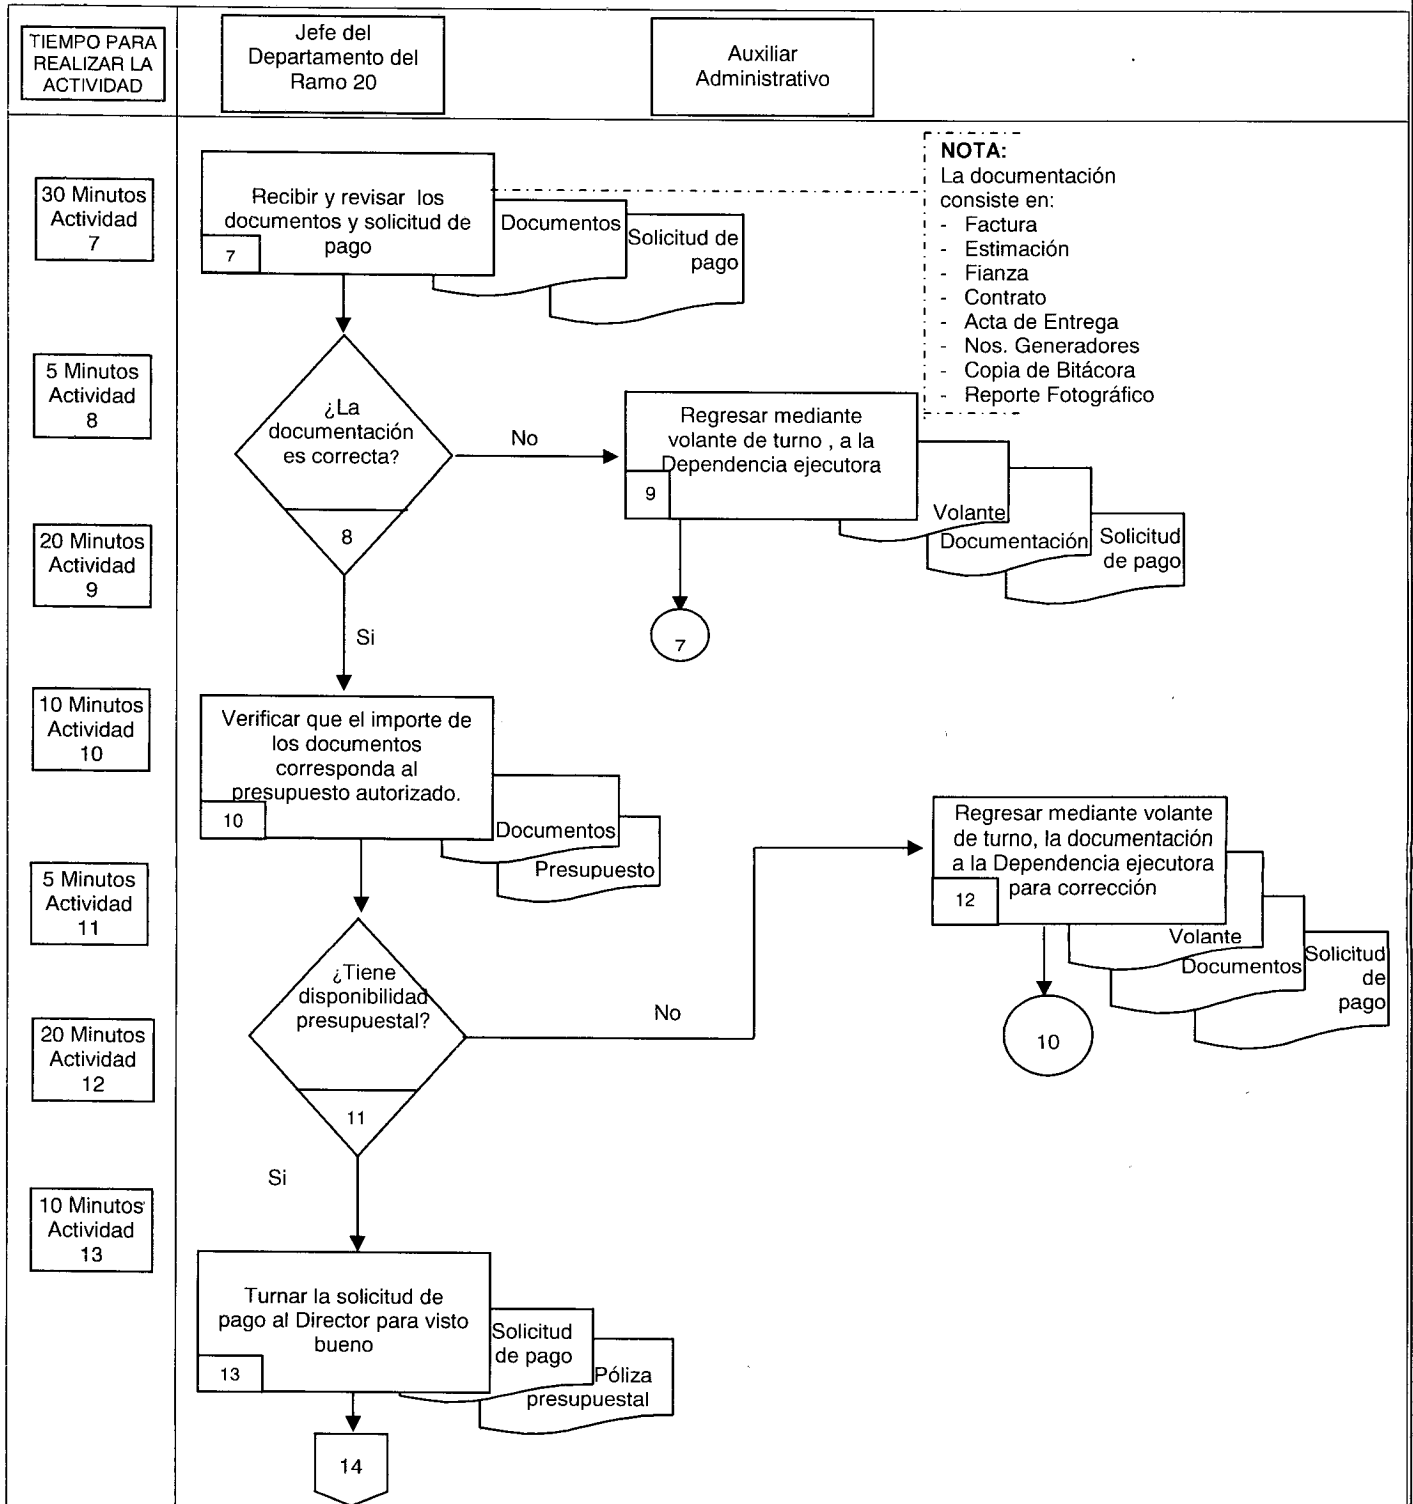 TIEMPO PARA
REALIZAR LA
ACTIVIDAD
Jefe del
Departamento del
Ramo 20
Auxiliar
Administrativo
30 Minutos
Actividad
7
Recibir y revisar los
documentos y solicitud de
pago
7
Documentos
Solicitud de
pago
NOTA:
La documentación
consiste en:
- Factura
- Estimación
- Fianza
- Contrato
- Acta de Entrega
- Nos. Generadores
- Copia de Bitácora
- Reporte Fotográfico
5 Minutos
Actividad
8
¿La
documentación
es correcta?
8
No
Regresar mediante
volante de turno , a la
Dependencia ejecutora
9
Volante
Documentación
Solicitud
de pago
20 Minutos
Actividad
9
7
Si
10 Minutos
Actividad
10
Verificar que el importe de
los documentos
corresponda al
presupuesto autorizado.
10
Documentos
Presupuesto
Regresar mediante volante
de turno, la documentación
a la Dependencia ejecutora
para corrección
12
Volante
Documentos
Solicitud
de
pago
5 Minutos
Actividad
11
¿Tiene
disponibilidad
presupuestal?
11
No
10
20 Minutos
Actividad
12
Si
10 Minutos
Actividad
13
Turnar la solicitud de
pago al Director para visto
bueno
13
Solicitud
de pago
Póliza
presupuestal
14